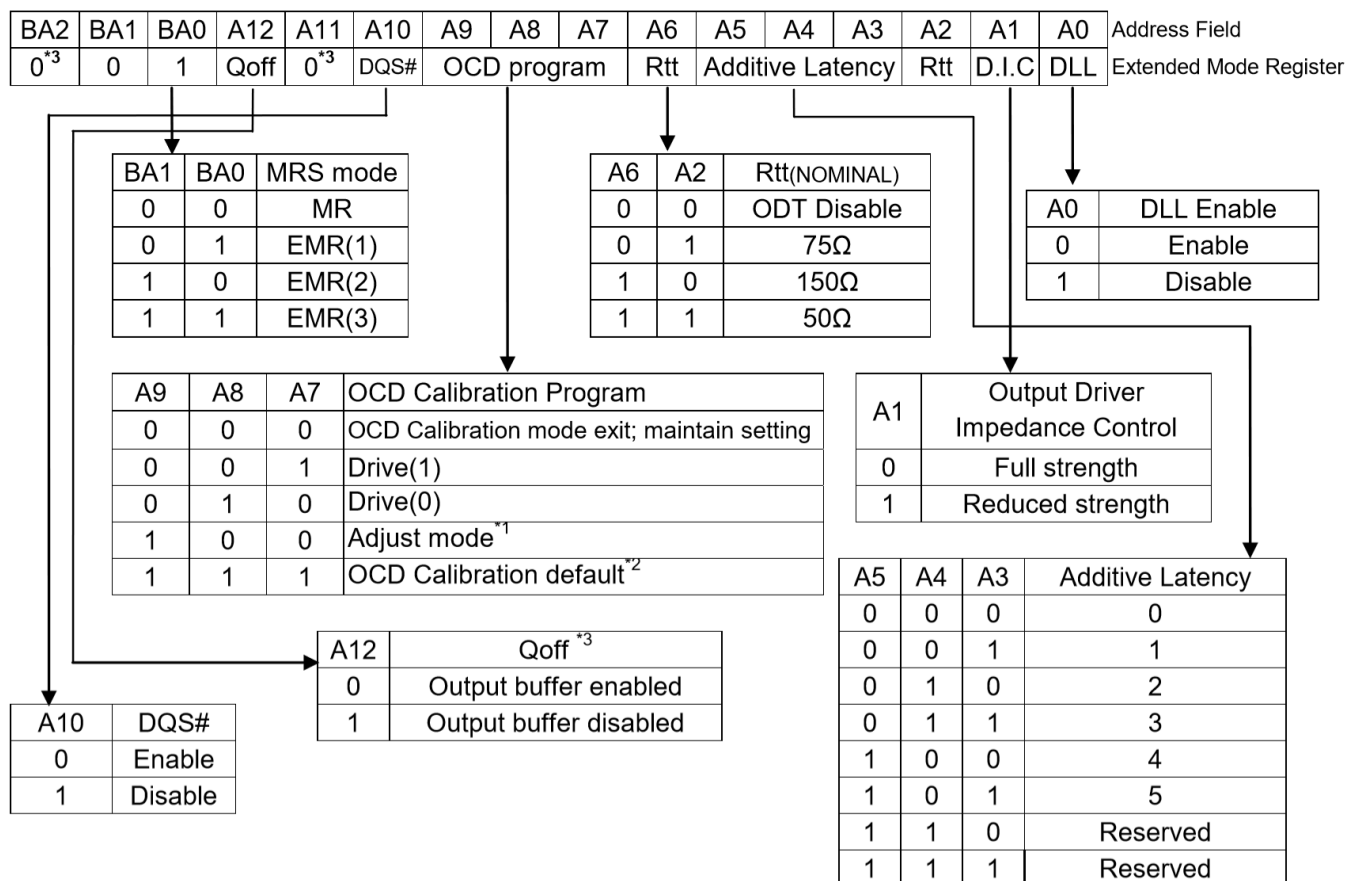 BA2 BA1 BA0 A12 A11 A10 A9 A8 A7 A6 A5 A4 A3 A2 A1 A0 Address Field
0*3 0 1 Qoff 0*3 DQS# OCD program Rtt Additive Latency Rtt D.I.C DLL Extended Mode Register
BA1 BA0 MRS mode
0 0 MR
0 1 EMR(1)
1 0 EMR(2)
1 1 EMR(3)
A6 A2 Rtt(NOMINAL)
0 0 ODT Disable
0 1 75Ω
1 0 150Ω
1 1 50Ω
A0 DLL Enable
0 Enable
1 Disable
A9 A8 A7 OCD Calibration Program
0 0 0 OCD Calibration mode exit; maintain setting
0 0 1 Drive(1)
0 1 0 Drive(0)
1 0 0 Adjust mode*1
1 1 1 OCD Calibration default*2
A1 Output Driver
Impedance Control
0 Full strength
1 Reduced strength
A12 Qoff *3
0 Output buffer enabled
1 Output buffer disabled
A10 DQS#
0 Enable
1 Disable
A5 A4 A3 Additive Latency
0 0 0 0
0 0 1 1
0 1 0 2
0 1 1 3
1 0 0 4
1 0 1 5
1 1 0 Reserved
1 1 1 Reserved